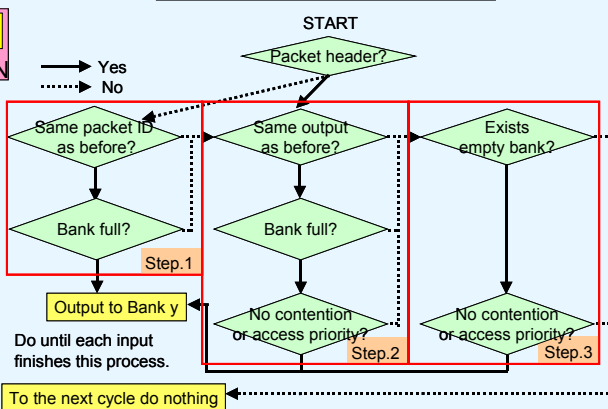 START
Packet header?
N
Yes
No
Same packet ID
as before?
Bank full?
Step.1
Same output
as before?
Bank full?
No contention
or access priority?
Step.2
Exists
empty bank?
No contention
or access priority?
Step.3
Output to Bank y
Do until each input
finishes this process.
To the next cycle do nothing